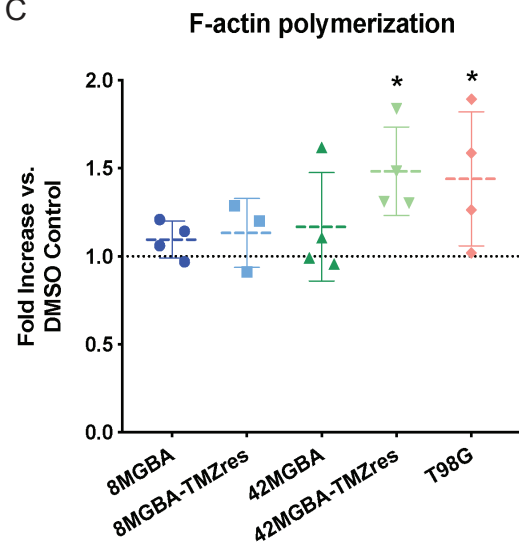 C
F-actin polymerization
Fold Increase vs.
DMSO Control
2.0
1.5
1.0
0.5
0.0
* *
8MGBA
8MGBA-TMZres
42MGBA
42MGBA-TMZres
T98G